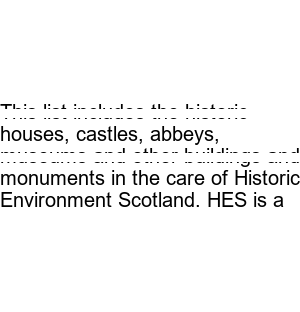 This list includes the historic
houses, castles, abbeys,
museums and other buildings and
monuments in the care of Historic
Environment Scotland. HES is a